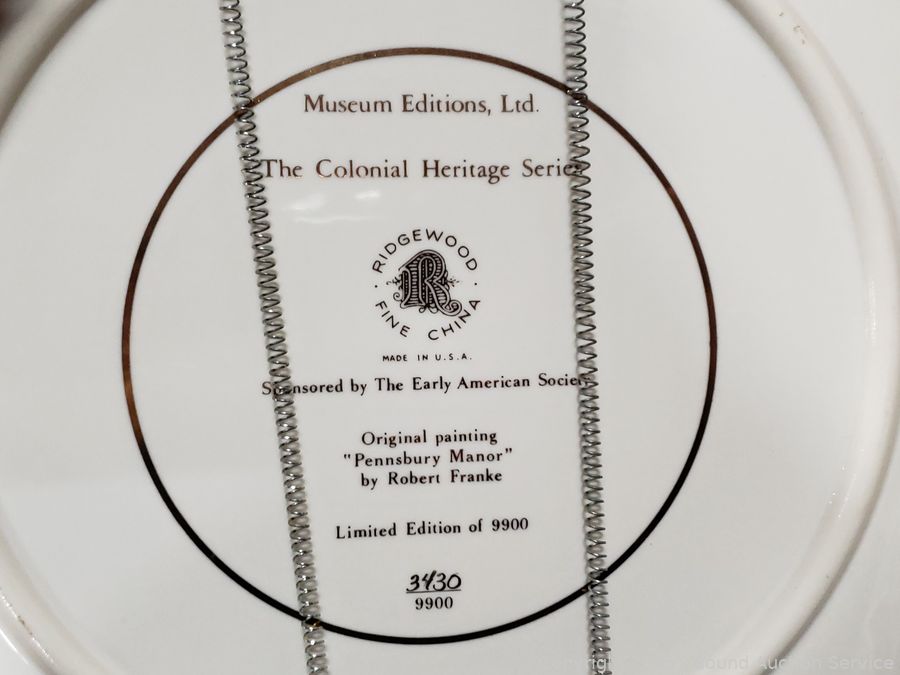 Museum Editions, Ltd.
The Colonial Heritage Series
RIDGEWOOD
R
FINE CHINA
MADE IN U.S.A.
Sponsored by The Early American Society
Original painting
"Pennsbury Manor"
by Robert Franke
Limited Edition of 9900
3430
9900
Auction Service